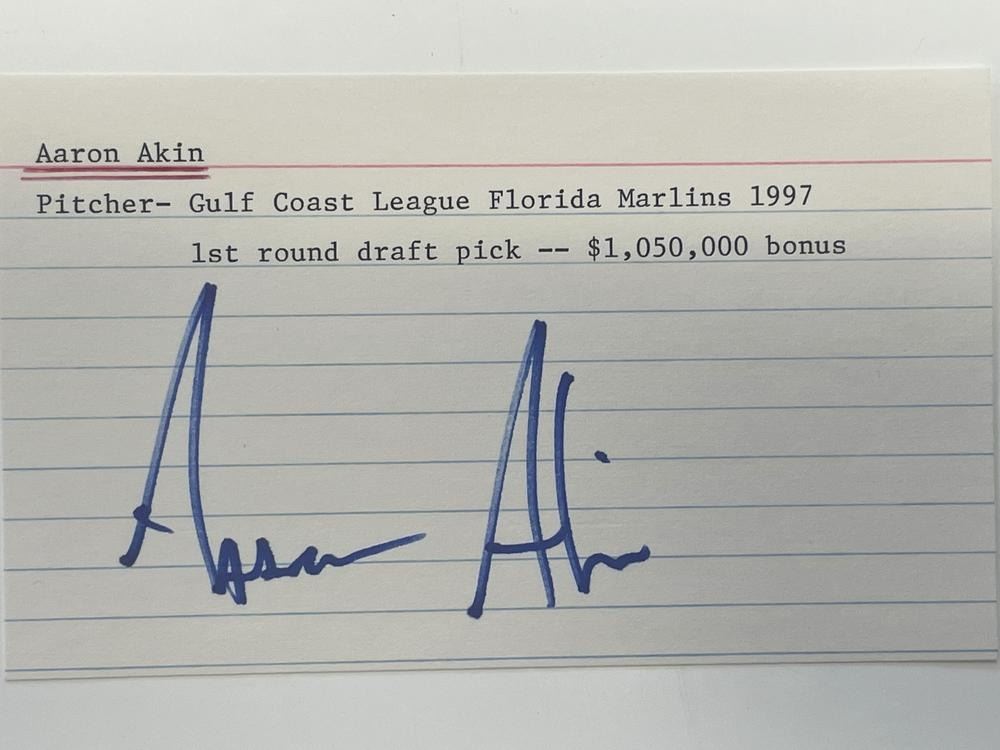 Aaron Akin
Pitcher- Gulf Coast League Florida Marlins 1997
1st round draft pick -- $1,050,000 bonus
Aaron Akin